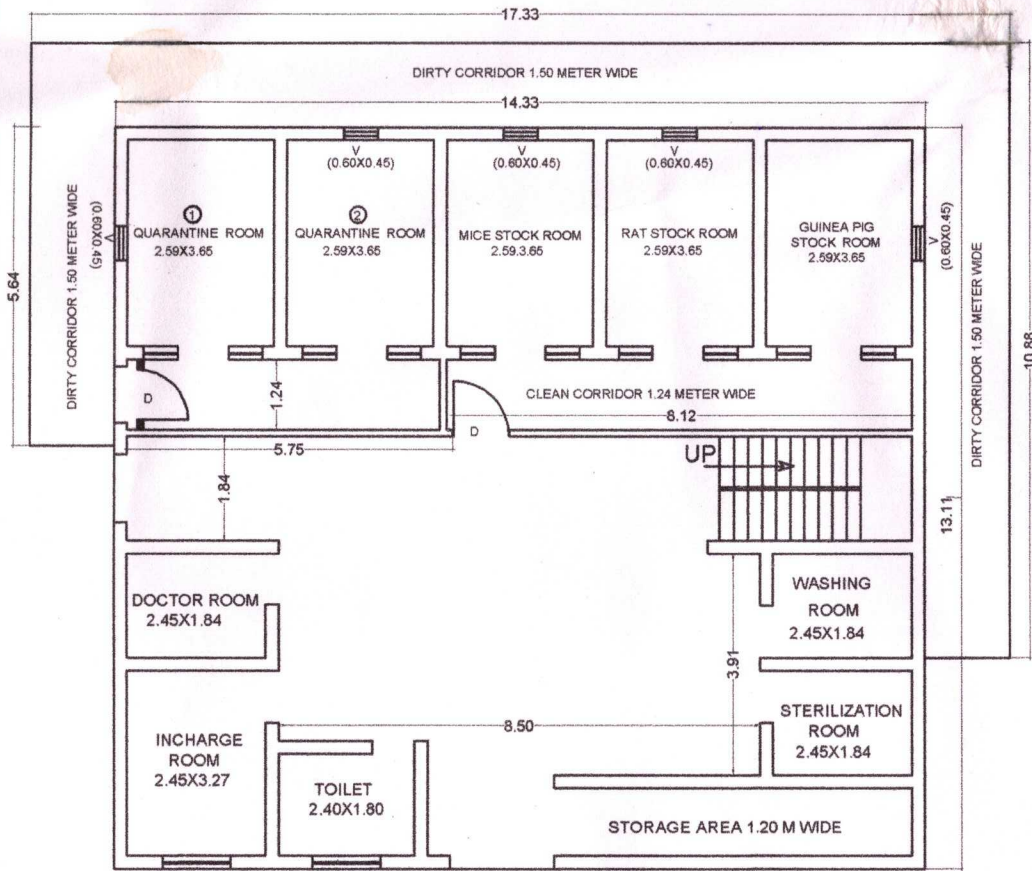 17.33
DIRTY CORRIDOR 1.50 METER WIDE
14.33
V
(0.60X0.45)
V
(0.60X0.45)
V
(0.60X0.45)
5.64
DIRTY CORRIDOR 1.50 METER WIDE
V
(0.60X0.45)
1
QUARANTINE ROOM
2.59X3.65
2
QUARANTINE ROOM
2.59X3.65
MICE STOCK ROOM
2.59.3.65
RAT STOCK ROOM
2.59X3.65
GUINEA PIG
STOCK ROOM
2.59X3.65
V
(0.60X0.45)
DIRTY CORRIDOR 1.50 METER WIDE
10.88
D
1.24
CLEAN CORRIDOR 1.24 METER WIDE
8.12
D
5.75
UP
1.84
13.11
DOCTOR ROOM
2.45X1.84
WASHING
ROOM
2.45X1.84
3.91
8.50
STERILIZATION
ROOM
2.45X1.84
INCHARGE
ROOM
2.45X3.27
TOILET
2.40X1.80
STORAGE AREA 1.20 M WIDE